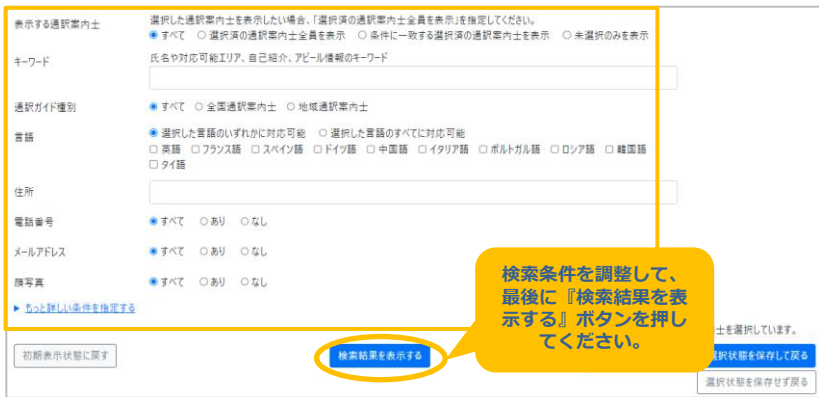 表示する通訳案内士
選択した通訳案内士を表示したい場合、「選択済の通訳案内士全員を表示」を指定してください。
すべて 選択済の通訳案内士全員を表示 条件に一致する選択済の通訳案内士を表示 未選択のみを表示
キーワード
氏名や対応可能エリア、自己紹介、アピール情報のキーワード
通訳ガイド種別
すべて 全国通訳案内士 地域通訳案内士
言語
選択した言語のいずれかに対応可能 選択した言語のすべてに対応可能
英語 フランス語 スペイン語 ドイツ語 中国語 イタリア語 ポルトガル語 ロシア語 韓国語
タイ語
住所
電話番号
すべて あり なし
メールアドレス
すべて あり なし
顔写真
すべて あり なし
▶ もっと詳しい条件を指定する
検索条件を調整して、
最後に『検索結果を表
示する』ボタンを押し
てください。
士を選択しています。
初期表示状態に戻す
検索結果を表示する
択状態を保存して戻る
選択状態を保存せず戻る